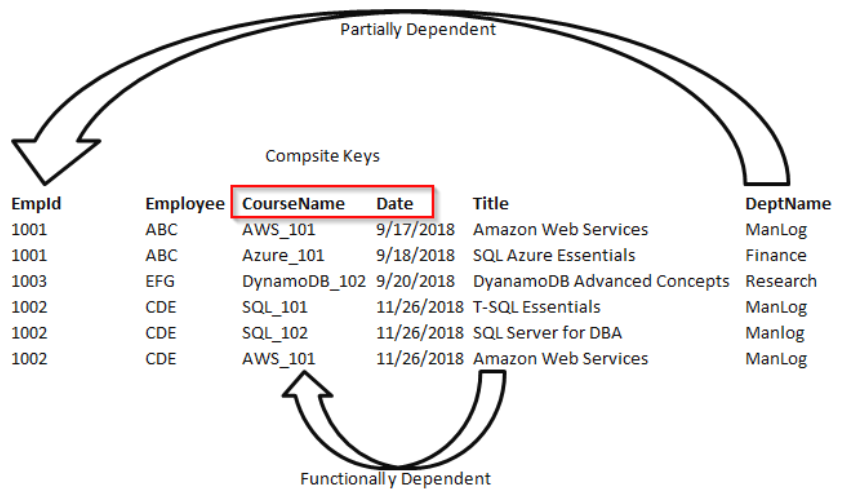 Partially Dependent
Compsite Keys
EmpId Employee CourseName Date Title DeptName
1001 ABC AWS_101 9/17/2018 Amazon Web Services ManLog
1001 ABC Azure_101 9/18/2018 SQL Azure Essentials Finance
1003 EFG DynamoDB_102 9/20/2018 DyanamoDB Advanced Concepts Research
1002 CDE SQL_101 11/26/2018 T-SQL Essentials ManLog
1002 CDE SQL_102 11/26/2018 SQL Server for DBA Manlog
1002 CDE AWS_101 11/26/2018 Amazon Web Services ManLog
Functionally Dependent